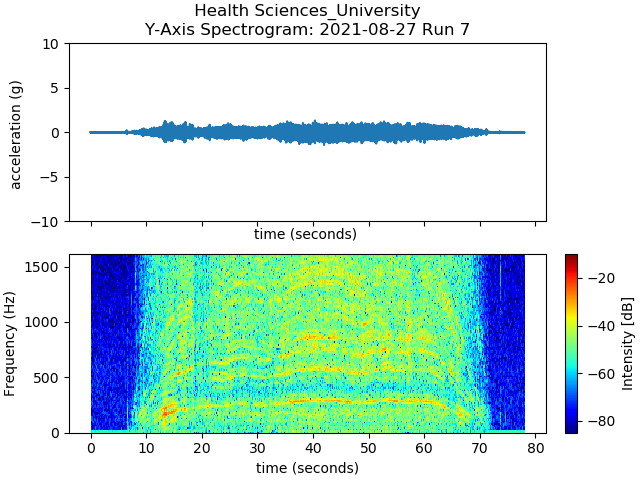 Health Sciences_University
Y-Axis Spectrogram: 2021-08-27 Run 7
10
5
0
−5
−10
acceleration (g)
time (seconds)
1500
1000
500
0
Frequency (Hz)
0 10 20 30 40 50 60 70 80
time (seconds)
−20
−40
−60
−80
Intensity [dB]